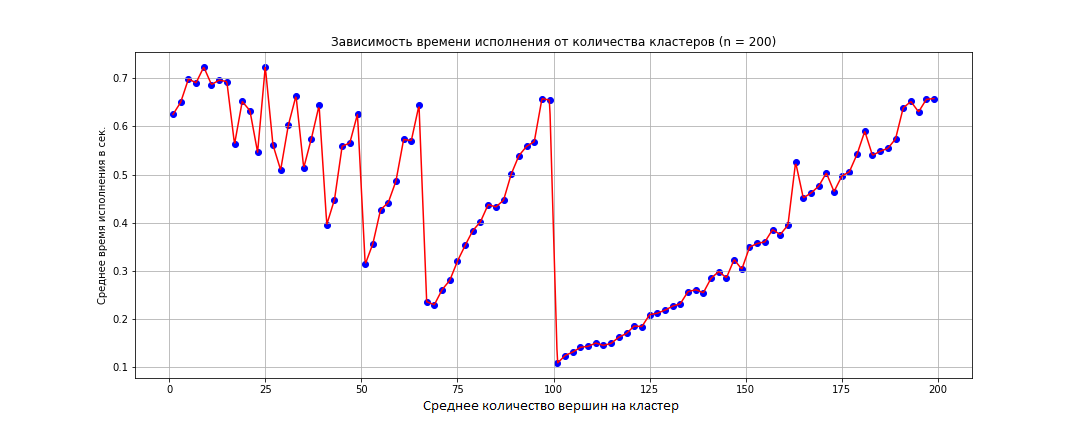 Зависимость времени исполнения от количества кластеров (n = 200)
Среднее время исполнения в сек.
0.7
0.6
0.5
0.4
0.3
0.2
0.1
0 25 50 75 100 125 150 175 200
Среднее количество вершин на кластер